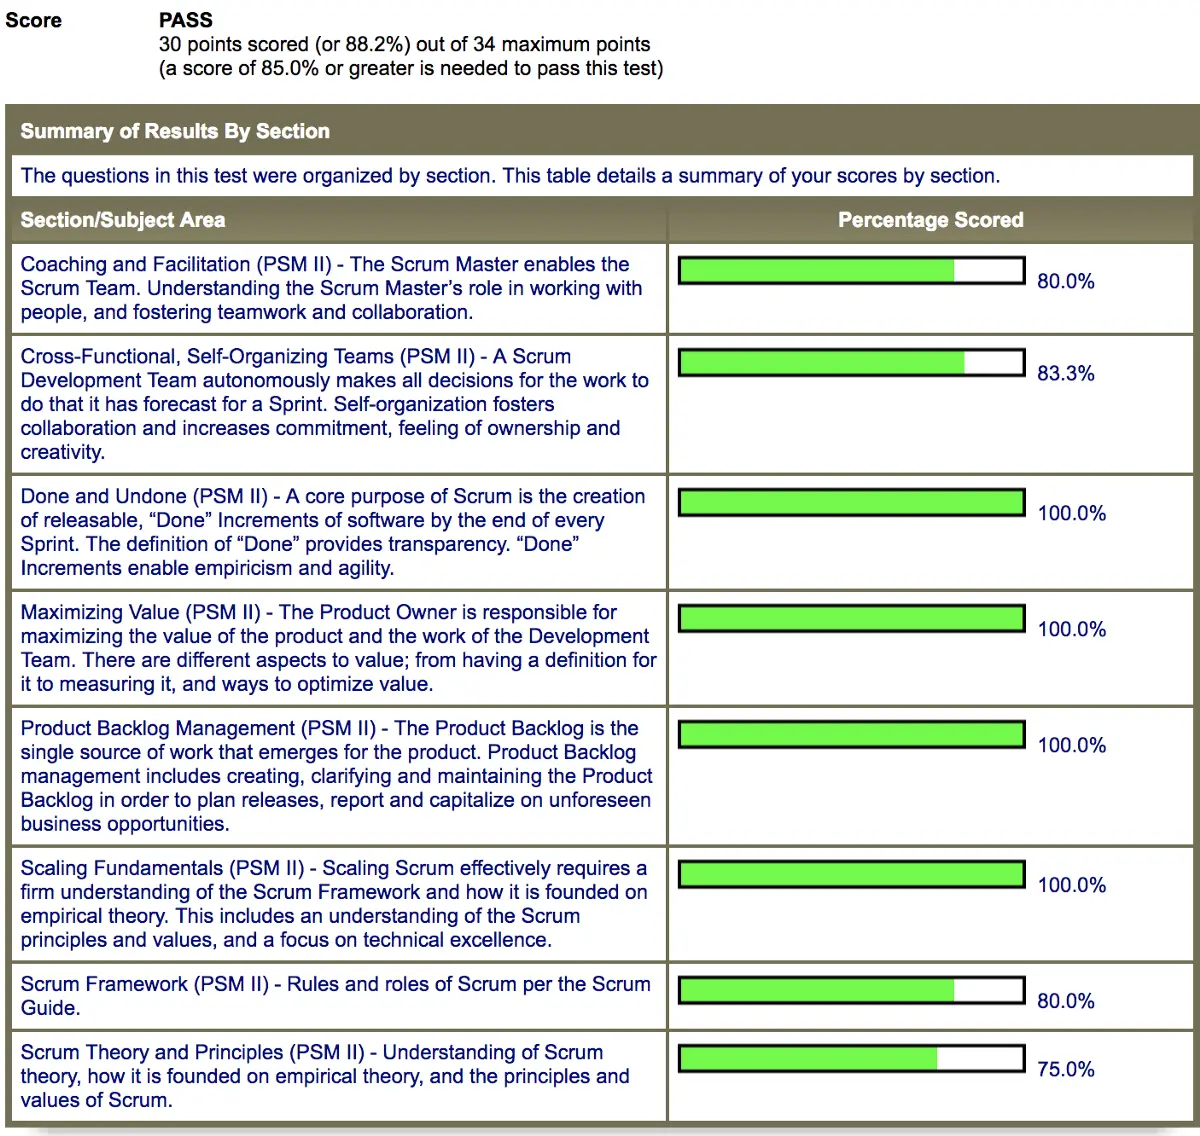 Score PASS
30 points scored (or 88.2%) out of 34 maximum points
(a score of 85.0% or greater is needed to pass this test)
Summary of Results By Section
The questions in this test were organized by section. This table details a summary of your scores by section.
Section/Subject Area Percentage Scored
Coaching and Facilitation (PSM II) - The Scrum Master enables the
Scrum Team. Understanding the Scrum Master’s role in working with
people, and fostering teamwork and collaboration.
80.0%
Cross-Functional, Self-Organizing Teams (PSM II) - A Scrum
Development Team autonomously makes all decisions for the work to
do that it has forecast for a Sprint. Self-organization fosters
collaboration and increases commitment, feeling of ownership and
creativity.
83.3%
Done and Undone (PSM II) - A core purpose of Scrum is the creation
of releasable, “Done” Increments of software by the end of every
Sprint. The definition of “Done” provides transparency. “Done”
Increments enable empiricism and agility.
100.0%
Maximizing Value (PSM II) - The Product Owner is responsible for
maximizing the value of the product and the work of the Development
Team. There are different aspects to value; from having a definition for
it to measuring it, and ways to optimize value.
100.0%
Product Backlog Management (PSM II) - The Product Backlog is the
single source of work that emerges for the product. Product Backlog
management includes creating, clarifying and maintaining the Product
Backlog in order to plan releases, report and capitalize on unforeseen
business opportunities.
100.0%
Scaling Fundamentals (PSM II) - Scaling Scrum effectively requires a
firm understanding of the Scrum Framework and how it is founded on
empirical theory. This includes an understanding of the Scrum
principles and values, and a focus on technical excellence.
100.0%
Scrum Framework (PSM II) - Rules and roles of Scrum per the Scrum
Guide.
80.0%
Scrum Theory and Principles (PSM II) - Understanding of Scrum
theory, how it is founded on empirical theory, and the principles and
values of Scrum.
75.0%